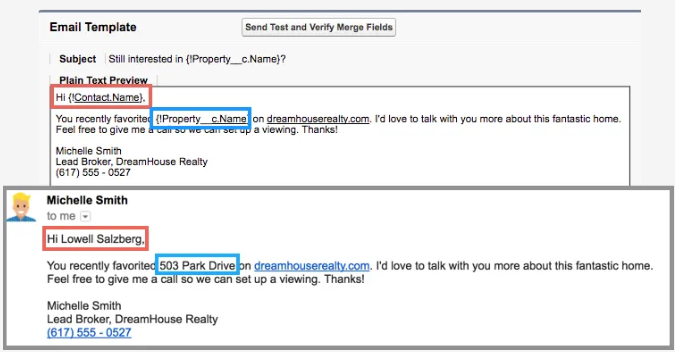 Email Template
Send Test and Verify Merge Fields
Subject Still interested in {!Property__c.Name}?
Plain Text Preview
Hi {!Contact.Name},
You recently favorited {!Property__c.Name} on dreamhouserealty.com. I'd love to talk with you more about this fantastic home.
Feel free to give me a call so we can set up a viewing. Thanks!
Michelle Smith
Lead Broker, DreamHouse Realty
(617) 555 - 0527
Michelle Smith
to me
Hi Lowell Salzberg,
You recently favorited 503 Park Drive on dreamhouserealty.com. I'd love to talk with you more about this fantastic home.
Feel free to give me a call so we can set up a viewing. Thanks!
Michelle Smith
Lead Broker, DreamHouse Realty
(617) 555 - 0527